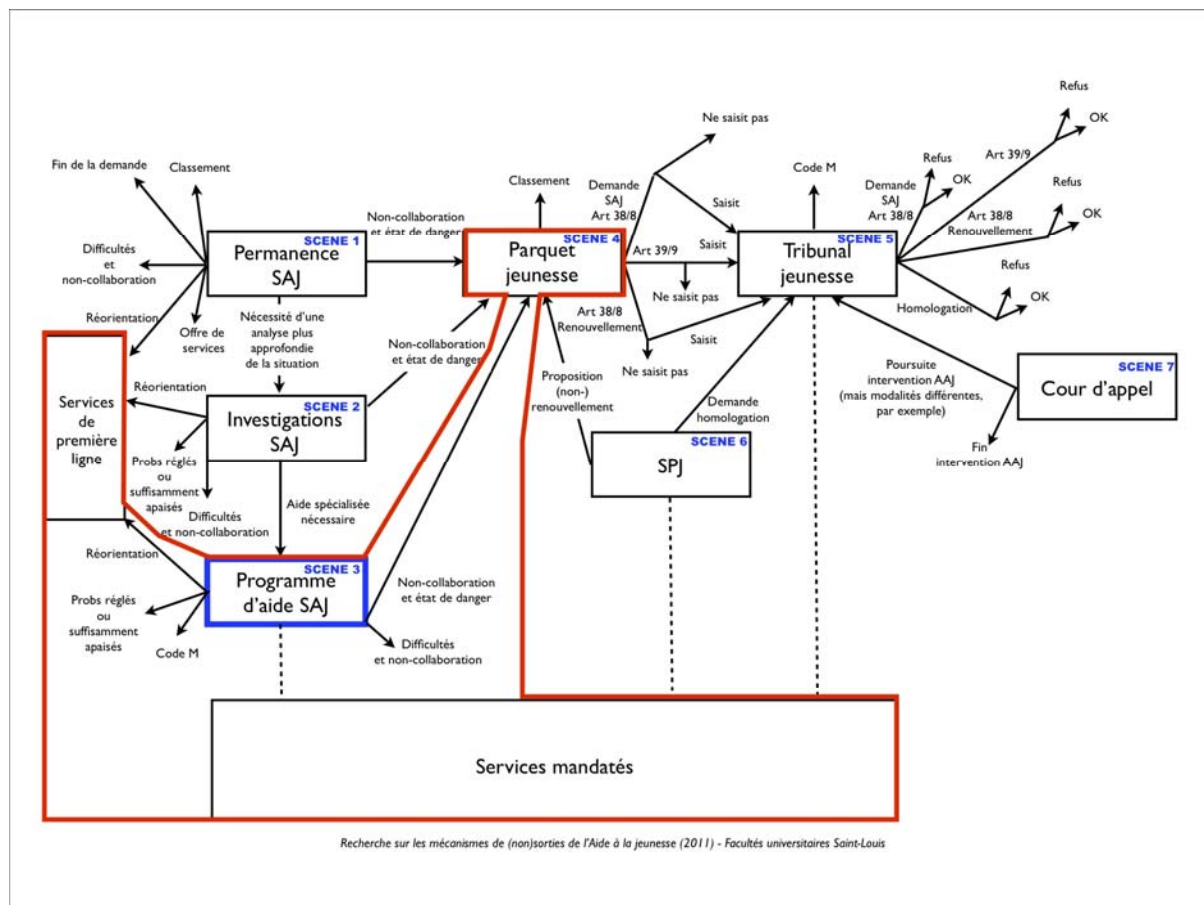 Fin de la demande
Classement
Difficultés
et
non-collaboration
Réorientation
Offre de
services
SCENE 1
Permanence
SAJ
Nécessité d'une
analyse plus
approfondie
de la situation
Non-collaboration
et état de danger
Services
de
première
ligne
Réorientation
SCENE 2
Investigations
SAJ
Probs réglés
ou
suffisamment
apaisés
Difficultés
et non-collaboration
Aide spécialisée
nécessaire
Non-collaboration
et état de danger
Réorientation
SCENE 3
Programme
d'aide SAJ
Probs réglés
ou
suffisamment
apaisés
Code M
Non-collaboration
et état de danger
Difficultés
et non-collaboration
Classement
SCENE 4
Parquet
jeunesse
Demande
SAJ
Art 38/8
Ne saisit pas
Saisit
Art 39/9
Saisit
Ne saisit pas
Art 38/8
Renouvellement
Saisit
Ne saisit pas
Proposition
(non-)
renouvellement
Demande
homologation
SCENE 6
SPJ
Code M
SCENE 5
Tribunal
jeunesse
Demande
SAJ
Art 38/8
Refus
OK
Art 39/9
Refus
OK
Art 38/8
Renouvellement
Refus
OK
Homologation
Refus
OK
Poursuite
intervention AAJ
(mais modalités différentes,
par exemple)
SCENE 7
Cour d'appel
Fin
intervention AAJ
Services mandatés
Recherche sur les mécanismes de (non)sorties de l'Aide à la jeunesse (2011) - Facultés universitaires Saint-Louis